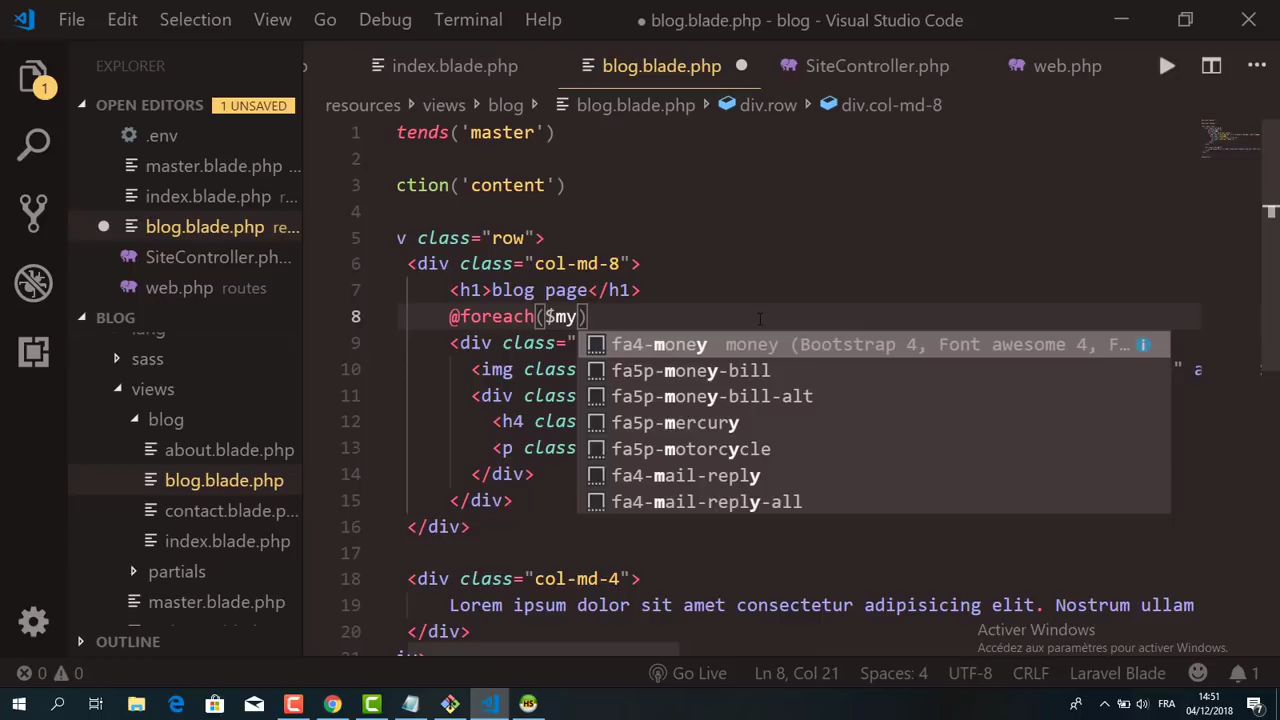 File Edit Selection View Go Debug Terminal Help
● blog.blade.php - blog - Visual Studio Code
EXPLORER
1
OPEN EDITORS 1 UNSAVED
.env
master.blade.php ...
index.blade.php r...
blog.blade.php re...
SiteController.ph...
web.php routes
BLOG
sass
views
blog
about.blade.php
blog.blade.php
contact.blade.p...
index.blade.php
partials
master.blade.php
OUTLINE
index.blade.php blog.blade.php SiteController.php web.php
resources views blog blog.blade.php div.row div.col-md-8
1 tends('master')
2
3 ction('content')
4
5 v class="row">
6 <div class="col-md-8">
7 <h1>blog page</h1>
8 @foreach($my)
9 <div class="
10 <img class " a
11 <div class
12 <h4 clas
13 <p class
14 </div>
15 </div>
16 </div>
17
18 <div class="col-md-4">
19 Lorem ipsum dolor sit amet consectetur adipisicing elit. Nostrum ullam
20 </div>
fa4-money money (Bootstrap 4, Font awesome 4, F...
fa5p-money-bill
fa5p-money-bill-alt
fa5p-mercury
fa5p-motorcycle
fa4-mail-reply
fa4-mail-reply-all
Activer Windows
Accédez aux paramètres pour activer Windows.
0 0 Go Live Ln 8, Col 21 Spaces: 4 UTF-8 CRLF Laravel Blade 1
FRA
14:51
04/12/2018
7